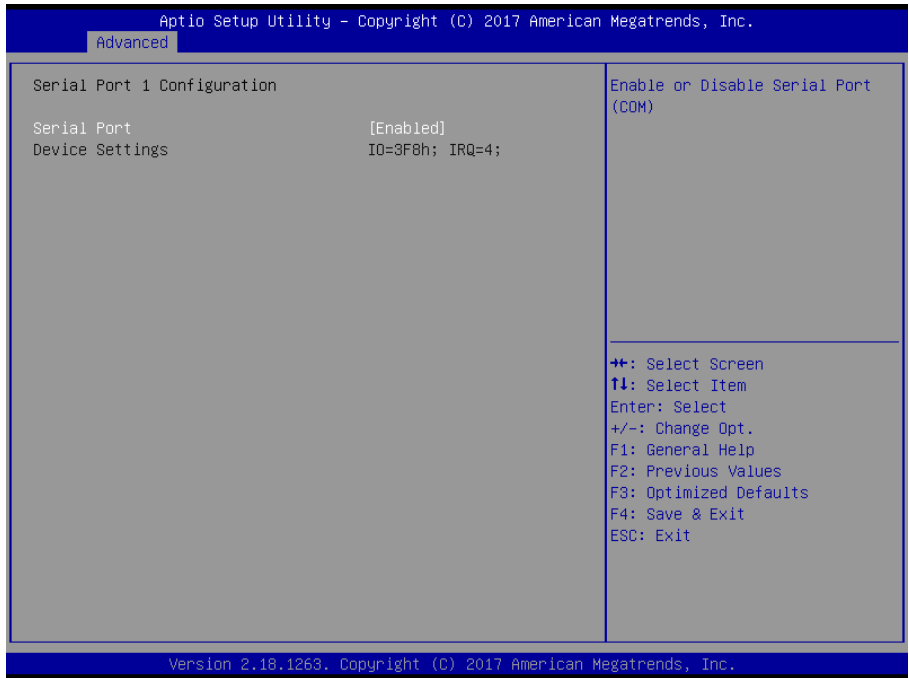 Aptio Setup Utility – Copyright (C) 2017 American Megatrends, Inc.
Advanced
Serial Port 1 Configuration
Serial Port [Enabled]
Device Settings IO=3F8h; IRQ=4;
Enable or Disable Serial Port
(COM)
→←: Select Screen
↑↓: Select Item
Enter: Select
+/-: Change Opt.
F1: General Help
F2: Previous Values
F3: Optimized Defaults
F4: Save & Exit
ESC: Exit
Version 2.18.1263. Copyright (C) 2017 American Megatrends, Inc.